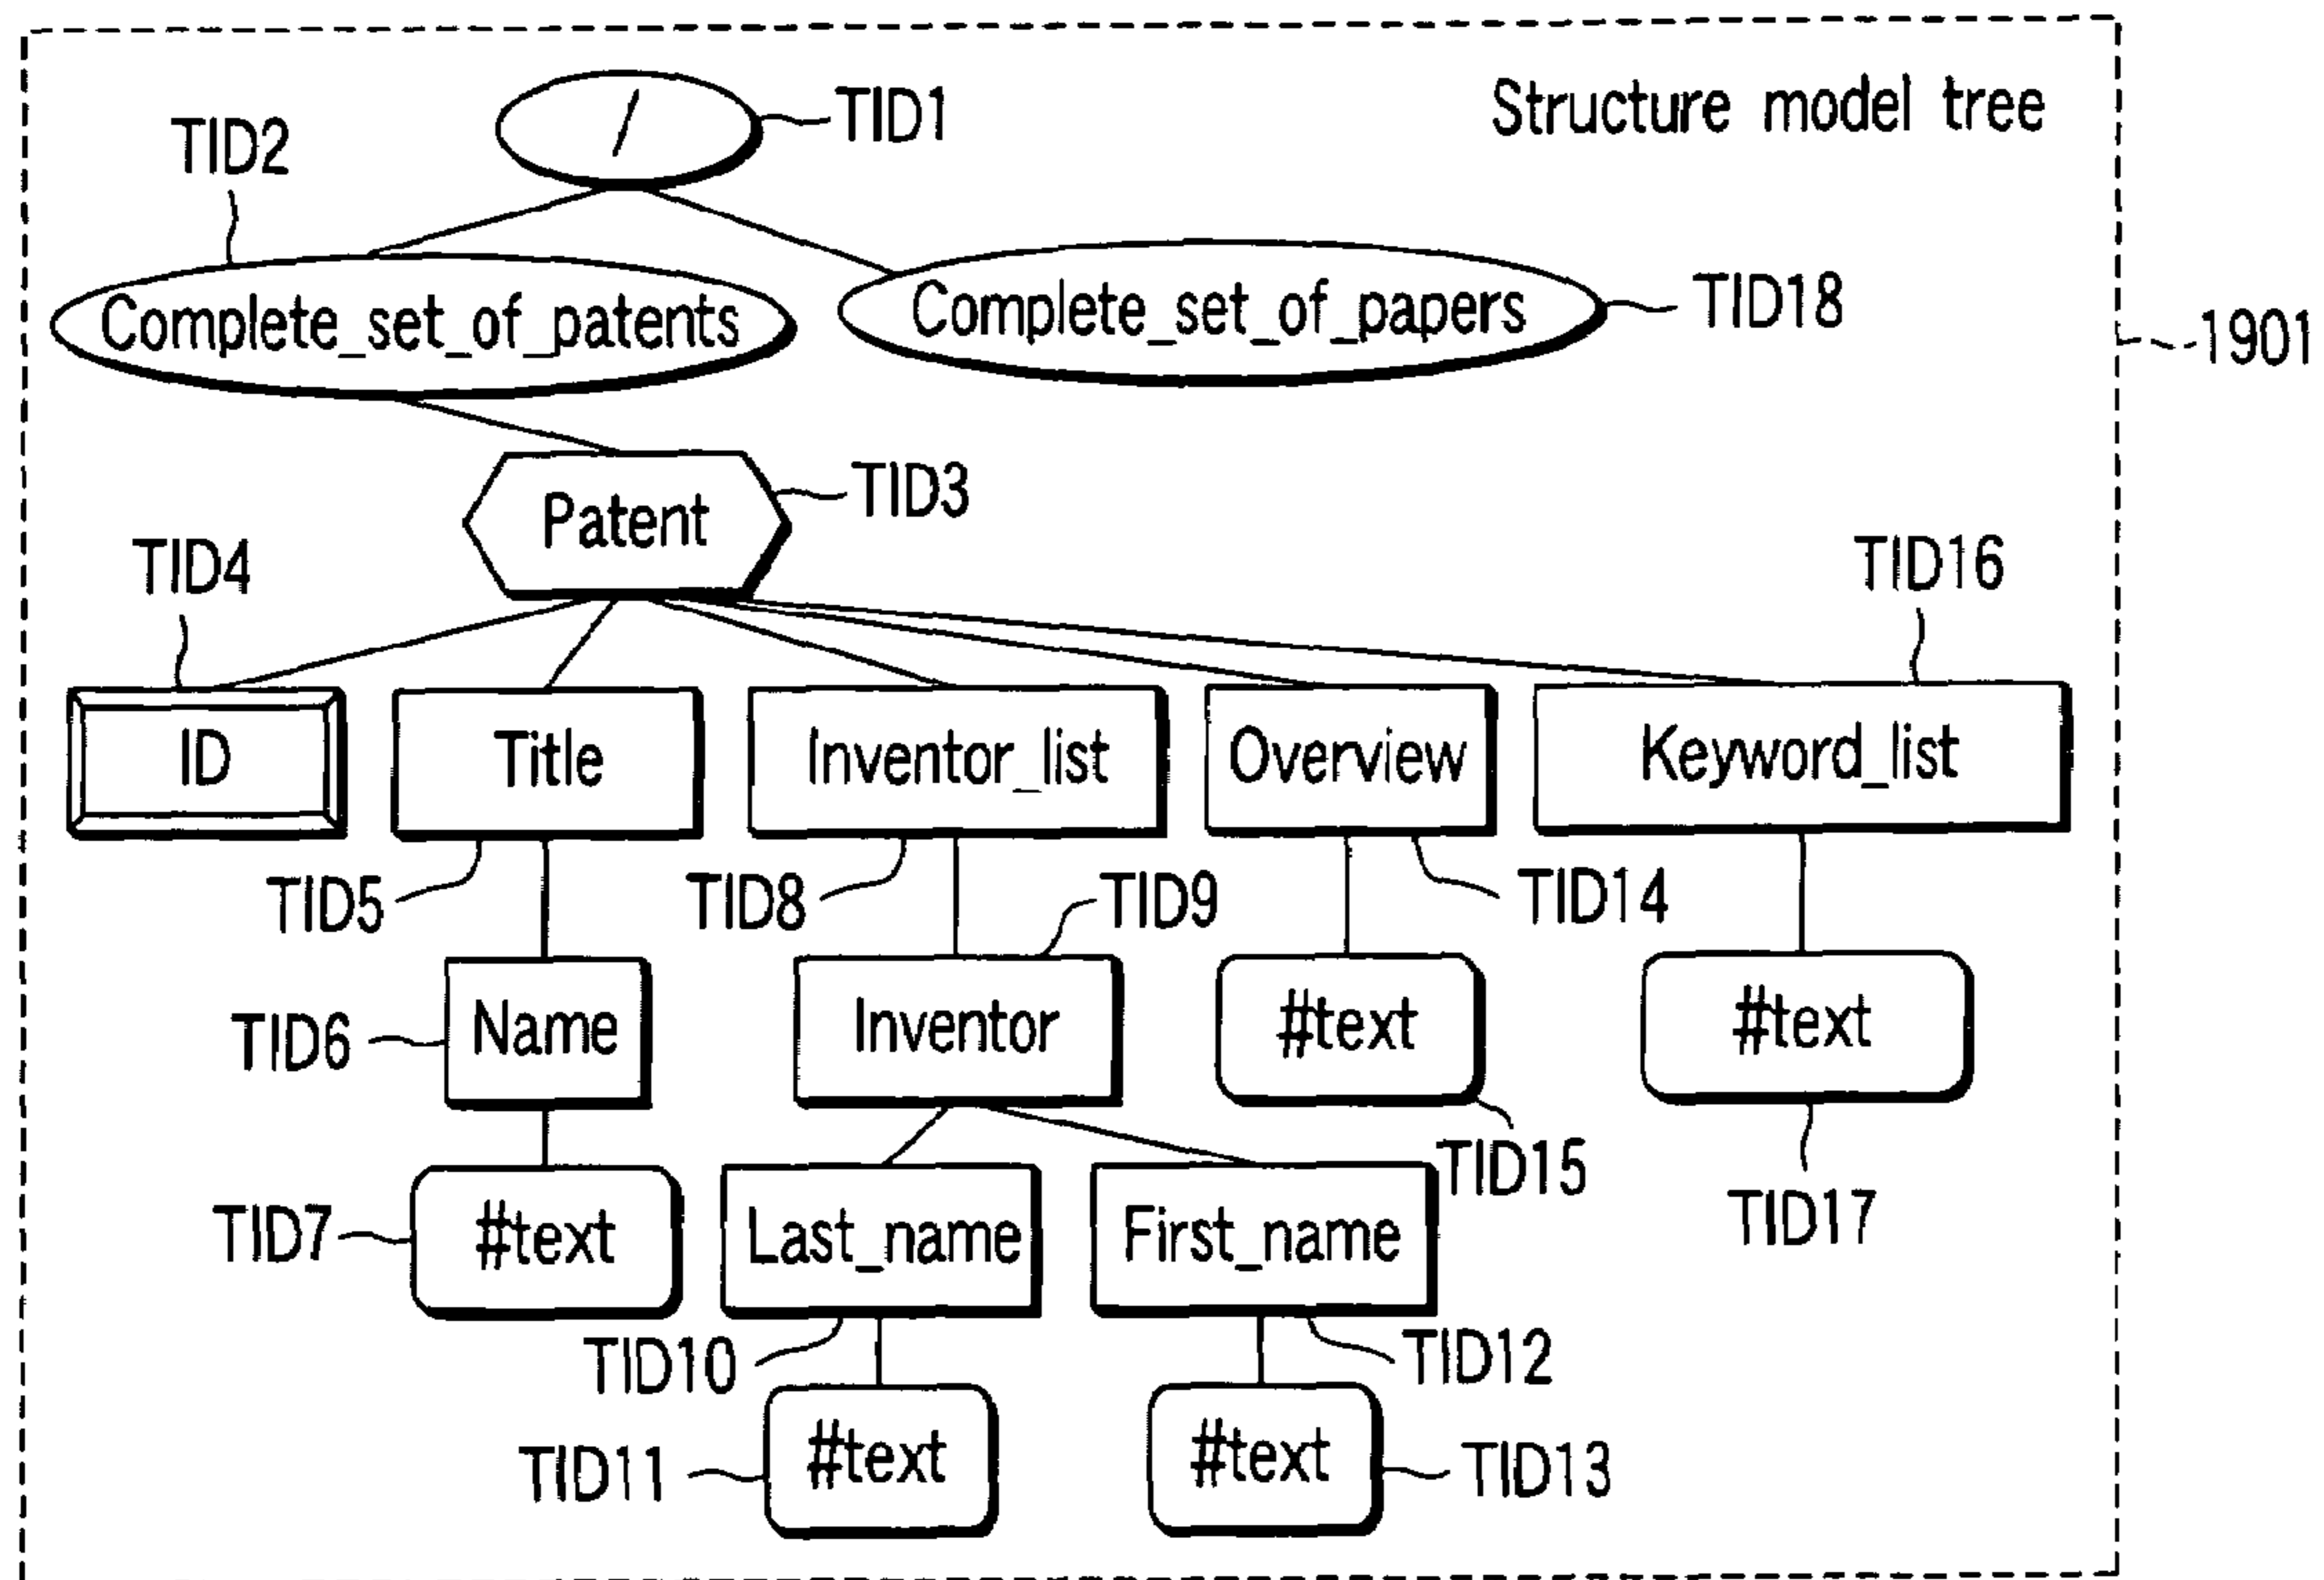 Structure model tree
/ TID1
TID2
Complete_set_of_patents Complete_set_of_papers TID18
1901
Patent TID3
TID4 TID16
ID Title Inventor_list Overview Keyword_list
TID5 TID8 TID9 TID14
TID6 Name Inventor #text #text
TID15
TID7 #text Last_name First_name TID17
TID10 TID12
TID11 #text #text TID13